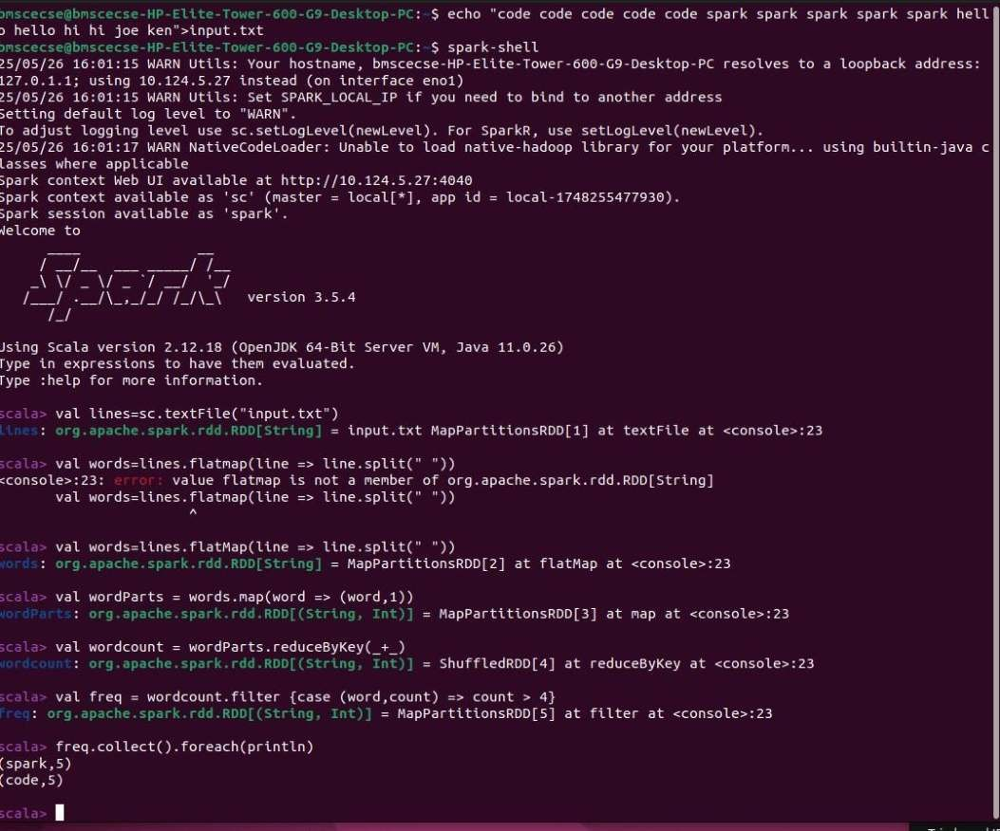 bmscecse@bmscecse-HP-Elite-Tower-600-G9-Desktop-PC:~$ echo "code code code code code spark spark spark spark spark hell
o hello hi hi joe ken">input.txt
bmscecse@bmscecse-HP-Elite-Tower-600-G9-Desktop-PC:~$ spark-shell
25/05/26 16:01:15 WARN Utils: Your hostname, bmscecse-HP-Elite-Tower-600-G9-Desktop-PC resolves to a loopback address:
127.0.1.1; using 10.124.5.27 instead (on interface eno1)
25/05/26 16:01:15 WARN Utils: Set SPARK_LOCAL_IP if you need to bind to another address
Setting default log level to "WARN".
To adjust logging level use sc.setLogLevel(newLevel). For SparkR, use setLogLevel(newLevel).
25/05/26 16:01:17 WARN NativeCodeLoader: Unable to load native-hadoop library for your platform... using builtin-java c
lasses where applicable
Spark context Web UI available at http://10.124.5.27:4040
Spark context available as 'sc' (master = local[*], app id = local-1748255477930).
Spark session available as 'spark'.
Welcome to
      ____              __
     / __/__  ___ _____/ /__
    _\ \/ _ \/ _ `/ __/  '_/
   /___/ .__/\_,_/_/ /_/\_\   version 3.5.4
      /_/
Using Scala version 2.12.18 (OpenJDK 64-Bit Server VM, Java 11.0.26)
Type in expressions to have them evaluated.
Type :help for more information.
scala> val lines=sc.textFile("input.txt")
lines: org.apache.spark.rdd.RDD[String] = input.txt MapPartitionsRDD[1] at textFile at <console>:23
scala> val words=lines.flatmap(line => line.split(" "))
<console>:23: error: value flatmap is not a member of org.apache.spark.rdd.RDD[String]
       val words=lines.flatmap(line => line.split(" "))
                       ^
scala> val words=lines.flatMap(line => line.split(" "))
words: org.apache.spark.rdd.RDD[String] = MapPartitionsRDD[2] at flatMap at <console>:23
scala> val wordParts = words.map(word => (word,1))
wordParts: org.apache.spark.rdd.RDD[(String, Int)] = MapPartitionsRDD[3] at map at <console>:23
scala> val wordcount = wordParts.reduceByKey(_+_)
wordcount: org.apache.spark.rdd.RDD[(String, Int)] = ShuffledRDD[4] at reduceByKey at <console>:23
scala> val freq = wordcount.filter {case (word,count) => count > 4}
freq: org.apache.spark.rdd.RDD[(String, Int)] = MapPartitionsRDD[5] at filter at <console>:23
scala> freq.collect().foreach(println)
(spark,5)
(code,5)
scala>